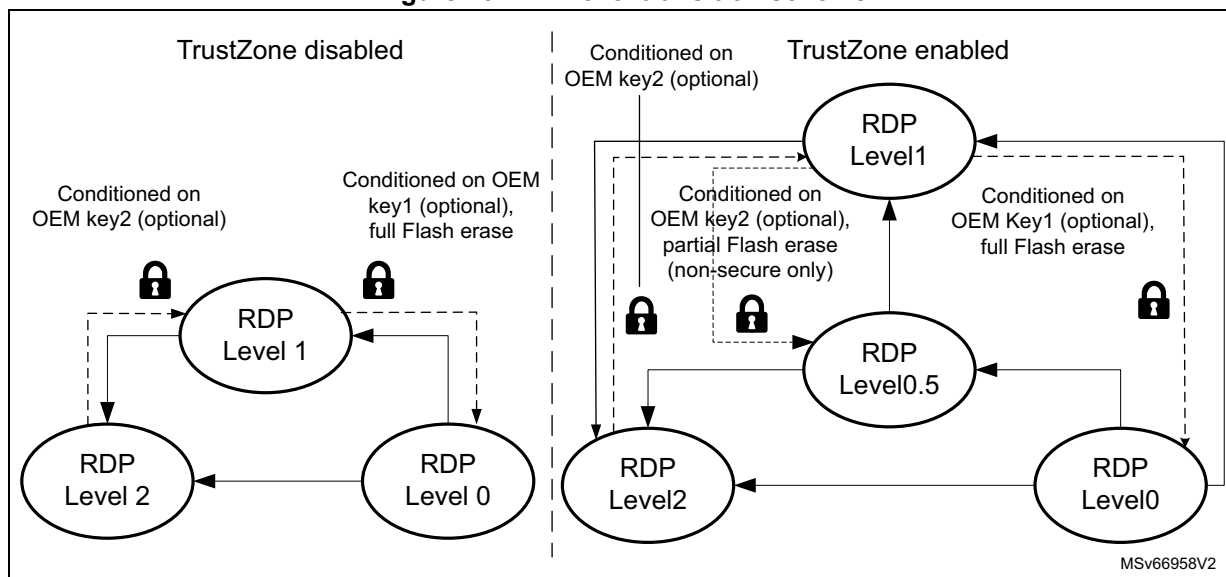 TrustZone disabled
Conditioned on
OEM key2 (optional)
Conditioned on OEM
key1 (optional),
full Flash erase
RDP
Level 1
RDP
Level 2
RDP
Level 0
TrustZone enabled
Conditioned on
OEM key2 (optional)
RDP
Level1
Conditioned on
OEM key2 (optional),
partial Flash erase
(non-secure only)
Conditioned on
OEM Key1 (optional),
full Flash erase
RDP
Level0.5
RDP
Level2
RDP
Level0
MSv66958V2